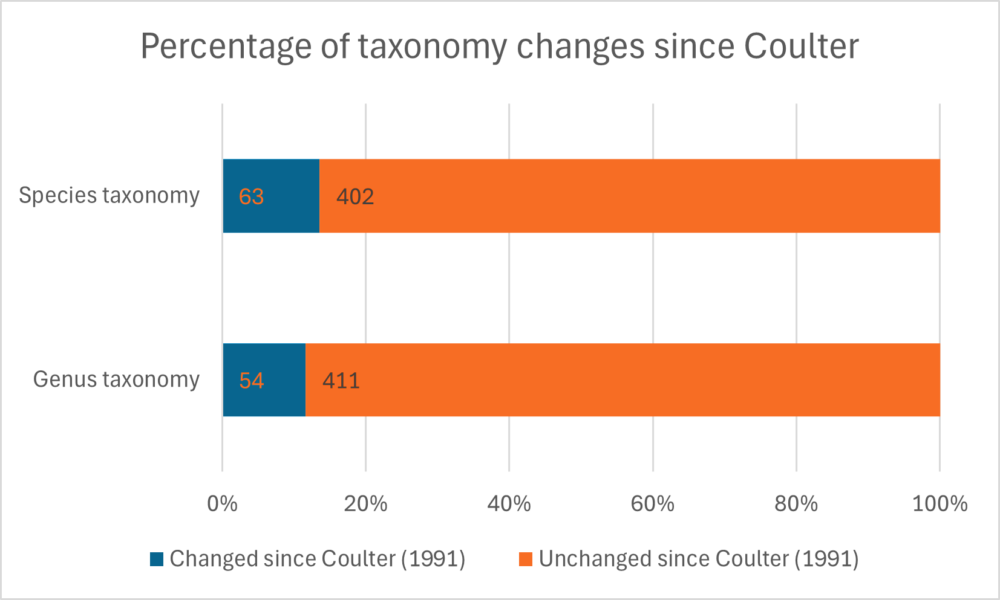 Percentage of taxonomy changes since Coulter
Species taxonomy
63
402
Genus taxonomy
54
411
0%
20%
40%
60%
80%
100%
Changed since Coulter (1991)
Unchanged since Coulter (1991)